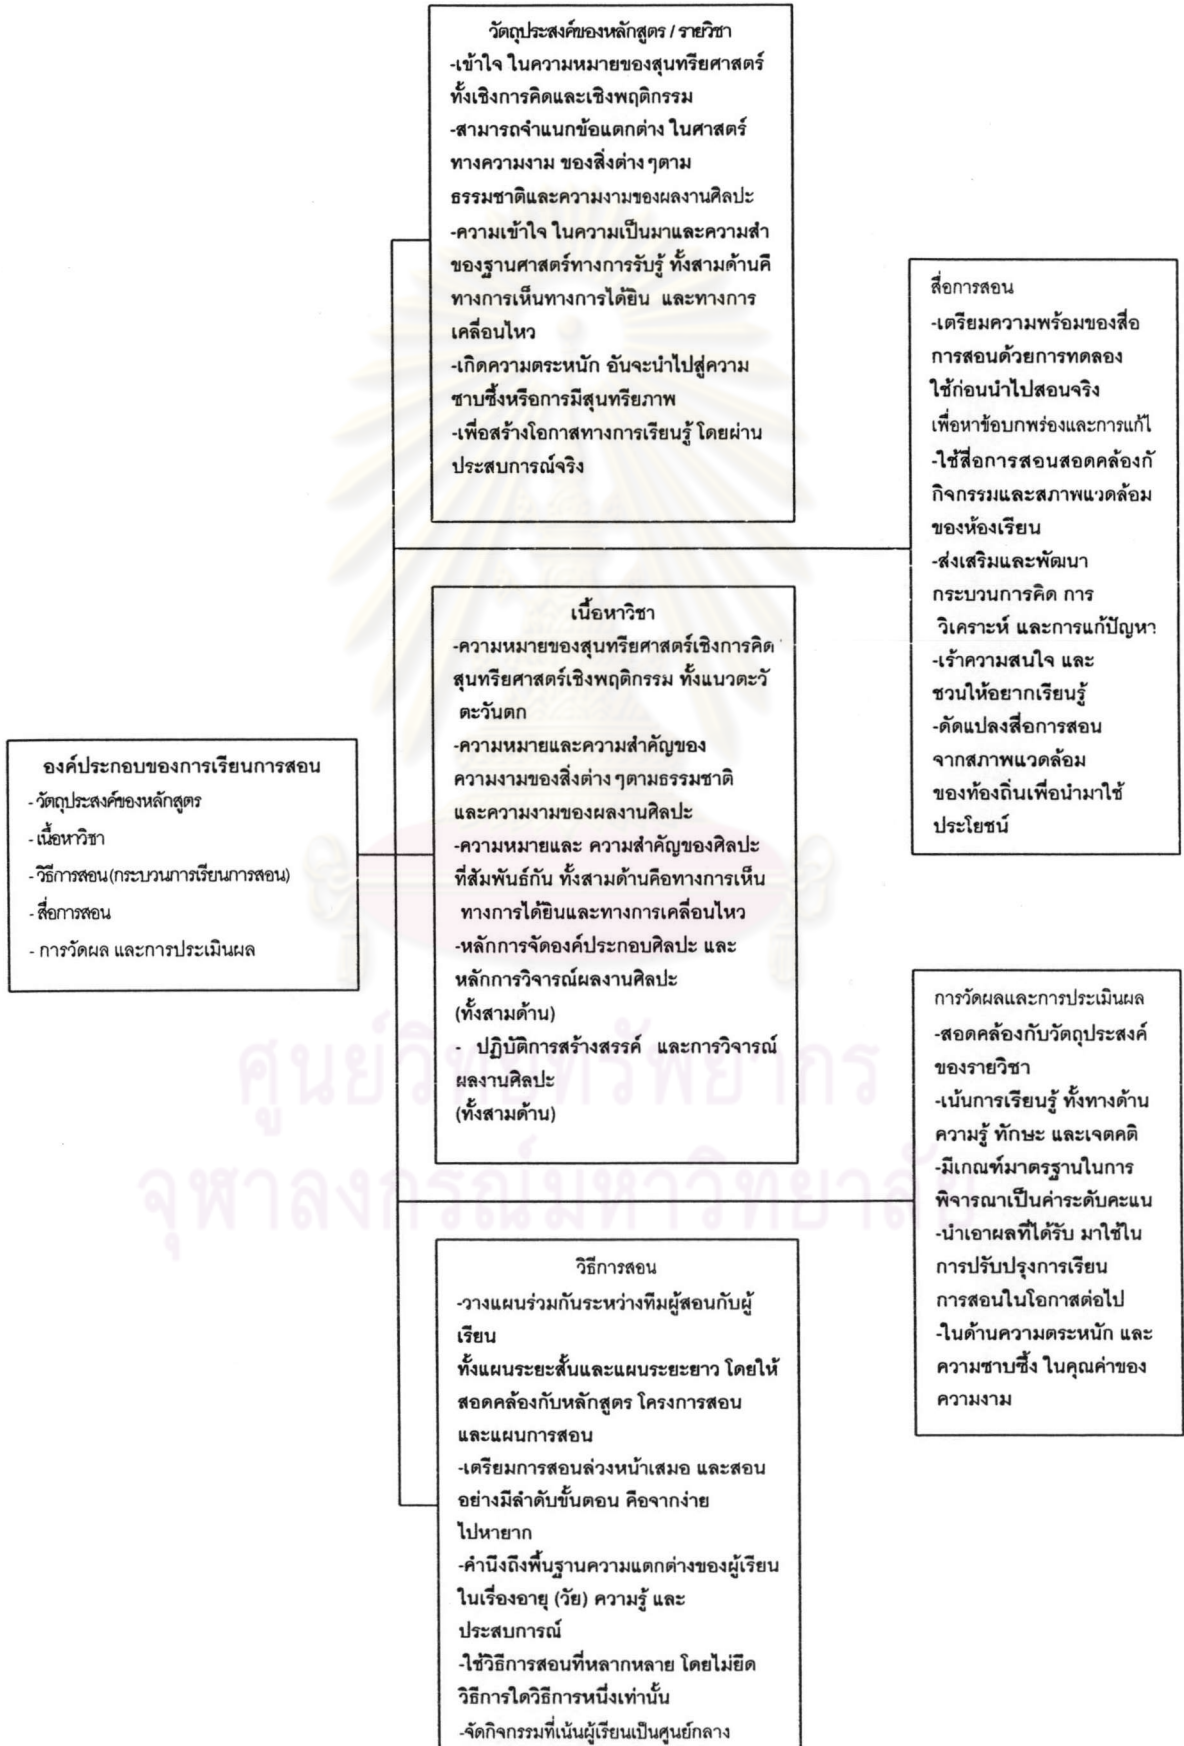 องค์ประกอบของการเรียนการสอน
- วัตถุประสงค์ของหลักสูตร
- เนื้อหาวิชา
- วิธีการสอน(กระบวนการเรียนการสอน)
- สื่อการสอน
- การวัดผล และการประเมินผล
วัตถุประสงค์ของหลักสูตร / รายวิชา
-เข้าใจ ในความหมายของสุนทรียศาสตร์
ทั้งเชิงการคิดและเชิงพฤติกรรม
-สามารถจำแนกข้อแตกต่าง ในศาสตร์
ทางความงาม ของสิ่งต่าง ๆตาม
ธรรมชาติและความงามของผลงานศิลปะ
-ความเข้าใจ ในความเป็นมาและความสำ
ของฐานศาสตร์ทางการรับรู้ ทั้งสามด้านคื
ทางการเห็นทางการได้ยิน และทางการ
เคลื่อนไหว
-เกิดความตระหนัก อันจะนำไปสู่ความ
ซาบซึ้งหรือการมีสุนทรียภาพ
-เพื่อสร้างโอกาสทางการเรียนรู้ โดยผ่าน
ประสบการณ์จริง
เนื้อหาวิชา
-ความหมายของสุนทรียศาสตร์เชิงการคิด
สุนทรียศาสตร์เชิงพฤติกรรม ทั้งแนวตะวั
ตะวันตก
-ความหมายและความสำคัญของ
ความงามของสิ่งต่าง ๆตามธรรมชาติ
และความงามของผลงานศิลปะ
-ความหมายและ ความสำคัญของศิลปะ
ที่สัมพันธ์กัน ทั้งสามด้านคือทางการเห็น
ทางการได้ยินและทางการเคลื่อนไหว
-หลักการจัดองค์ประกอบศิลปะ และ
หลักการวิจารณ์ผลงานศิลปะ
(ทั้งสามด้าน)
- ปฏิบัติการสร้างสรรค์ และการวิจารณ์
ผลงานศิลปะ
(ทั้งสามด้าน)
วิธีการสอน
-วางแผนร่วมกันระหว่างทีมผู้สอนกับผู้
เรียน
ทั้งแผนระยะสั้นและแผนระยะยาว โดยให้
สอดคล้องกับหลักสูตร โครงการสอน
และแผนการสอน
-เตรียมการสอนล่วงหน้าเสมอ และสอน
อย่างมีลำดับขั้นตอน คือจากง่าย
ไปหายาก
-คำนึงถึงพื้นฐานความแตกต่างของผู้เรียน
ในเรื่องอายุ (วัย) ความรู้ และ
ประสบการณ์
-ใช้วิธีการสอนที่หลากหลาย โดยไม่ยึด
วิธีการใดวิธีการหนึ่งเท่านั้น
-จัดกิจกรรมที่เน้นผู้เรียนเป็นศูนย์กลาง
สื่อการสอน
-เตรียมความพร้อมของสื่อ
การสอนด้วยการทดลอง
ใช้ก่อนนำไปสอนจริง
เพื่อหาข้อบกพร่องและการแก้ไ
-ใช้สื่อการสอนสอดคล้องกั
กิจกรรมและสภาพแวดล้อม
ของห้องเรียน
-ส่งเสริมและพัฒนา
กระบวนการคิด การ
วิเคราะห์ และการแก้ปัญหา
-เร้าความสนใจ และ
ชวนให้อยากเรียนรู้
-ดัดแปลงสื่อการสอน
จากสภาพแวดล้อม
ของท้องถิ่นเพื่อนำมาใช้
ประโยชน์
การวัดผลและการประเมินผล
-สอดคล้องกับวัตถุประสงค์
ของรายวิชา
-เน้นการเรียนรู้ ทั้งทางด้าน
ความรู้ ทักษะ และเจตคติ
-มีเกณฑ์มาตรฐานในการ
พิจารณาเป็นค่าระดับคะแน
-นำเอาผลที่ได้รับ มาใช้ใน
การปรับปรุงการเรียน
การสอนในโอกาสต่อไป
-ในด้านความตระหนัก และ
ความซาบซึ้ง ในคุณค่าของ
ความงาม
ศูนย์วิทยทรัพยากร
จุฬาลงกรณ์มหาวิทยาลัย